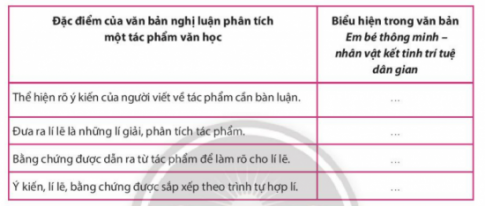 Đặc điểm của văn bản nghị luận phân tích
một tác phẩm văn học
Biểu hiện trong văn bản
Em bé thông minh –
nhân vật kết tinh trí tuệ
dân gian
Thể hiện rõ ý kiến của người viết về tác phẩm cần bàn luận.
...
Đưa ra lí lẽ là những lí giải, phân tích tác phẩm.
...
Bằng chứng được dẫn ra từ tác phẩm để làm rõ cho lí lẽ.
...
Ý kiến, lí lẽ, bằng chứng được sắp xếp theo trình tự hợp lí.
...